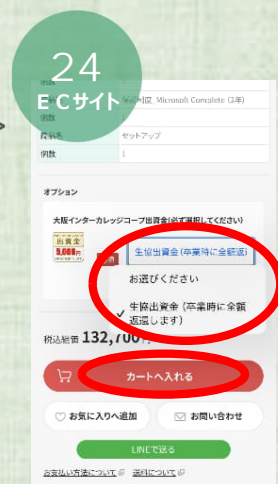 24
ECサイト
Microsoft Complete (3年)
個数
セットアップ
個数
1
オプション
大阪インターカレッジコープ出資金(必ず選択してください)
出資金
5,000円
生協出資金(卒業時に全額返
お選びください
✓ 生協出資金(卒業時に全額
返還します)
税込総額 132,700
カートへ入れる
お気に入りへ追加
お問い合わせ
LINEで送る
お支払い方法について
送料について